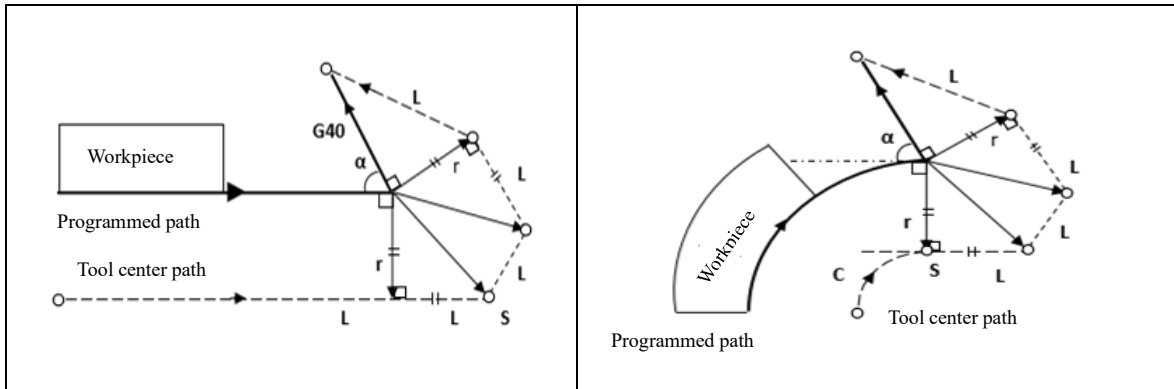 L
G40
Workpiece
α
r
L
Programmed path
Tool center path
r
L
L
L
S
L
α
r
L
Workpiece
r
L
C
S
L
Tool center path
Programmed path